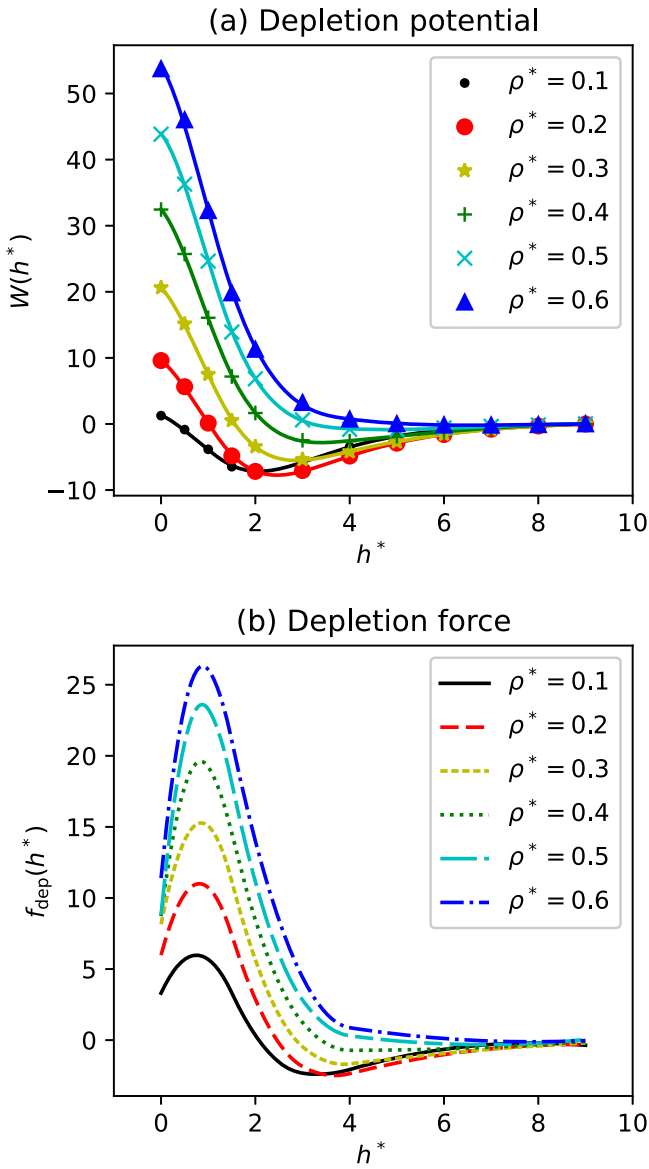 (a) Depletion potential
W(h*)
50
40
30
20
10
0
−10
ρ* = 0.1
ρ* = 0.2
ρ* = 0.3
ρ* = 0.4
ρ* = 0.5
ρ* = 0.6
0 2 4 6 8 10
h*
(b) Depletion force
f_dep(h*)
25
20
15
10
5
0
ρ* = 0.1
ρ* = 0.2
ρ* = 0.3
ρ* = 0.4
ρ* = 0.5
ρ* = 0.6
0 2 4 6 8 10
h*